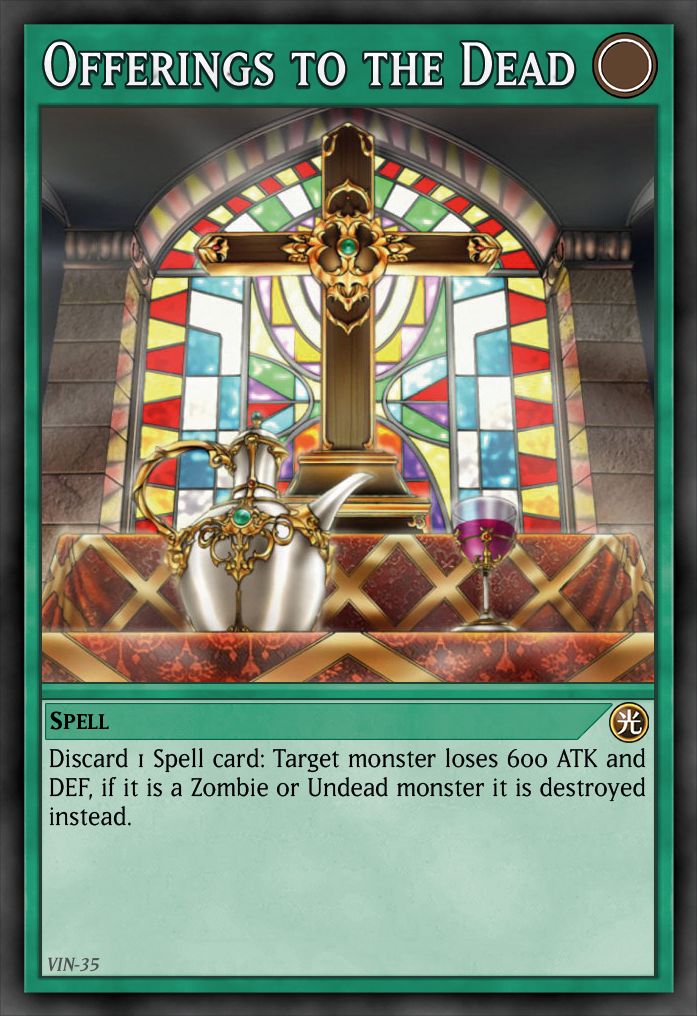 Offerings to the Dead
Spell
光
Discard 1 Spell card: Target monster loses 600 ATK and
DEF, if it is a Zombie or Undead monster it is destroyed
instead.
VIN-35